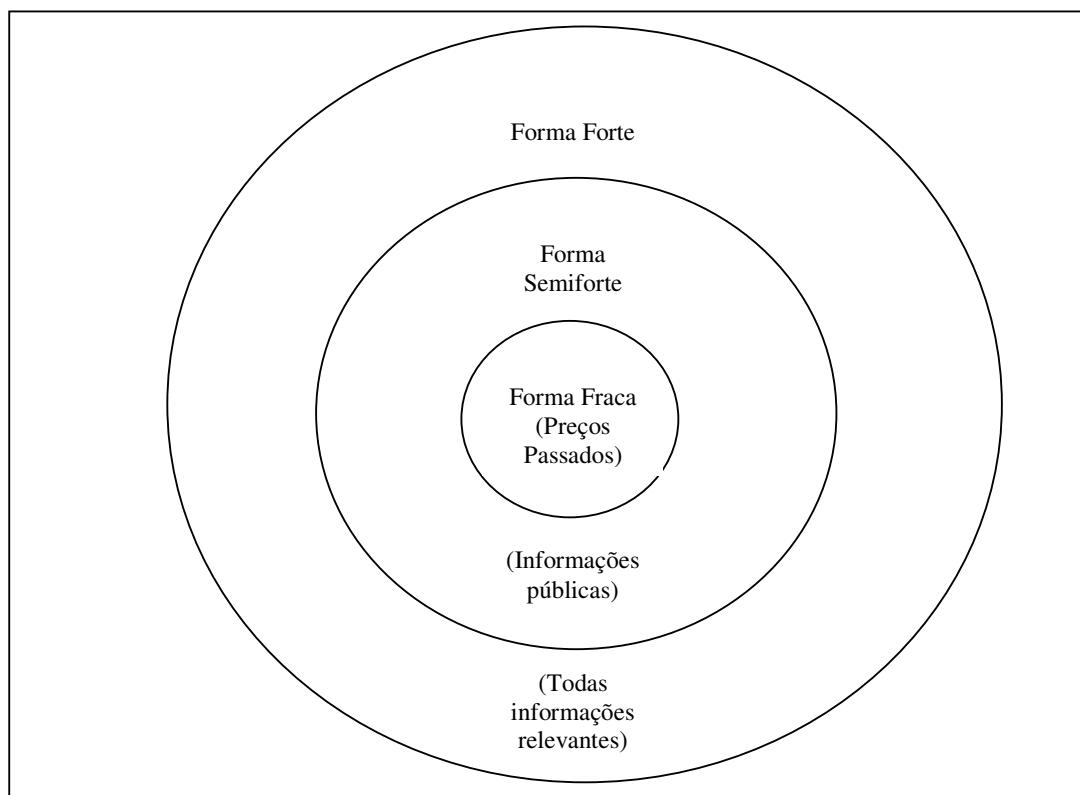 Forma Forte
Forma
Semiforte
Forma Fraca
(Preços
Passados)
(Informações
públicas)
(Todas
informações
relevantes)